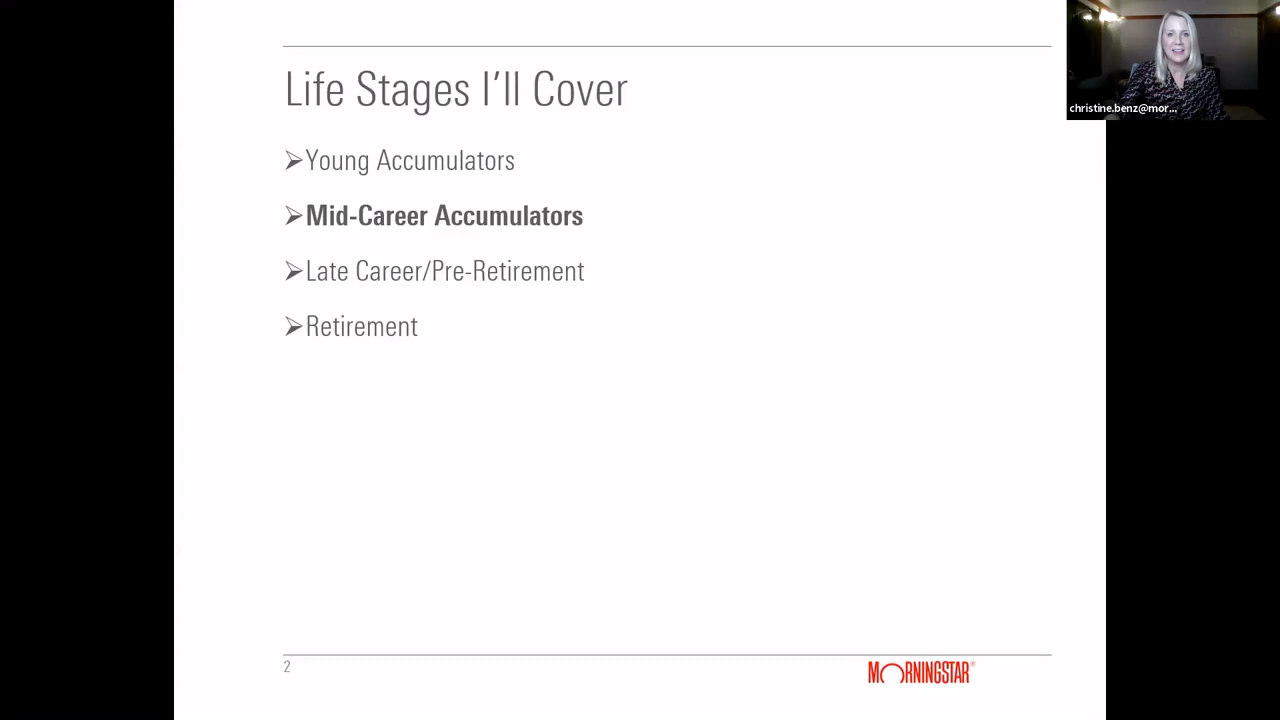 Life Stages I'll Cover
christine.benz@mor...
➢Young Accumulators
➢Mid-Career Accumulators
➢Late Career/Pre-Retirement
➢Retirement
2
MORNINGSTAR®